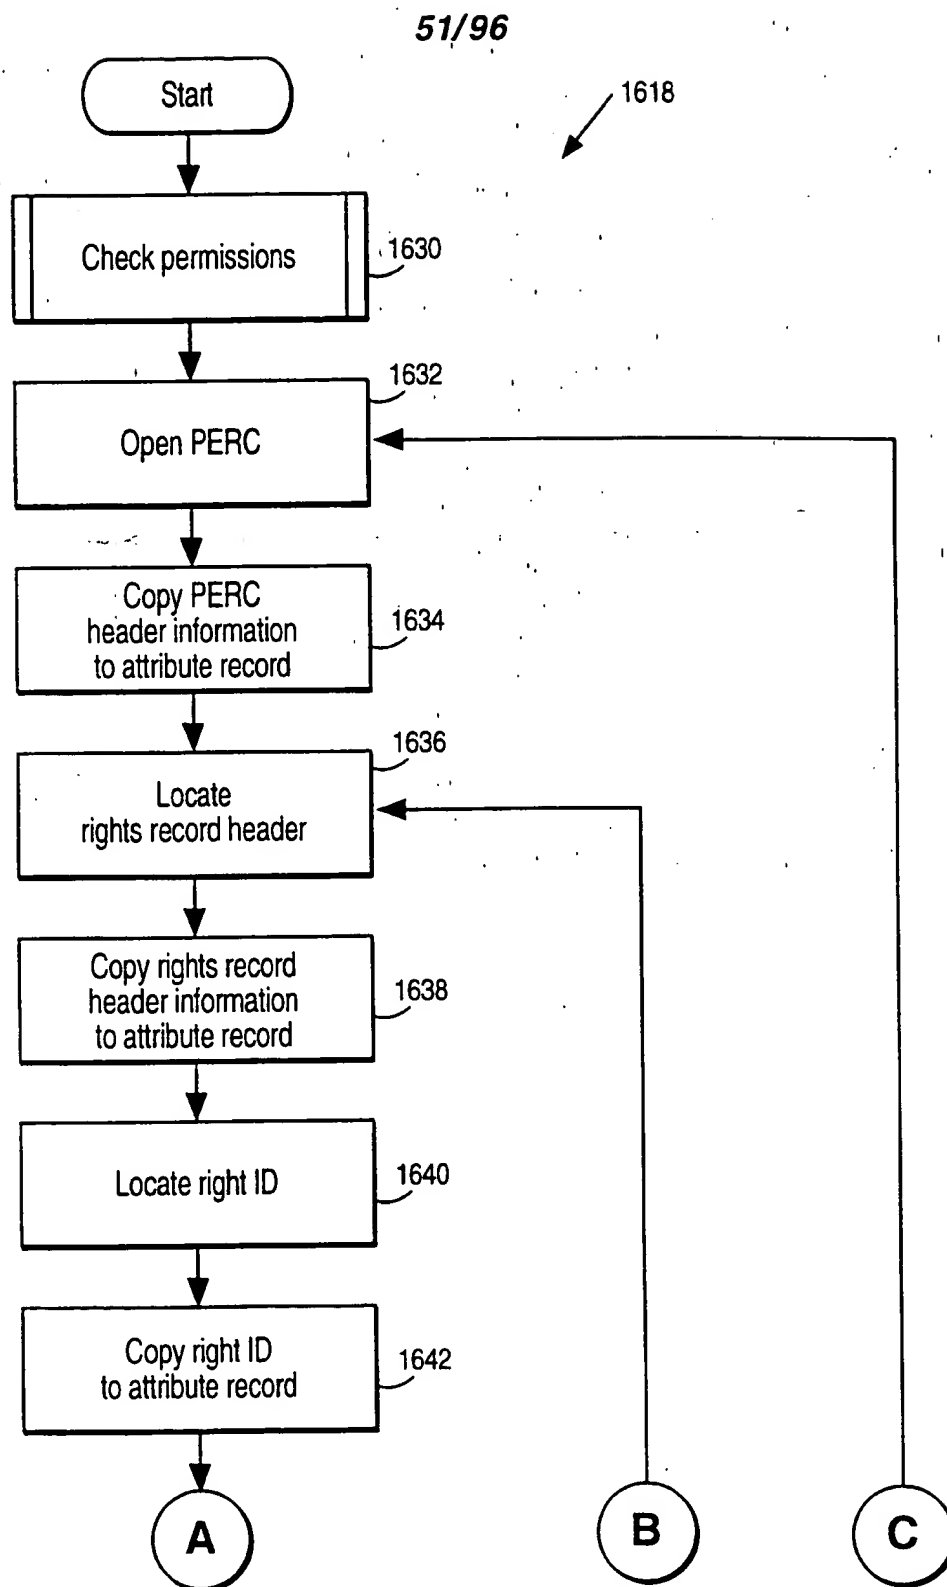 51/96
Start
1618
Check permissions
1630
1632
Open PERC
Copy PERC
header information
to attribute record
1634
1636
Locate
rights record header
Copy rights record
header information
to attribute record
1638
Locate right ID
1640
Copy right ID
to attribute record
1642
A
B
C